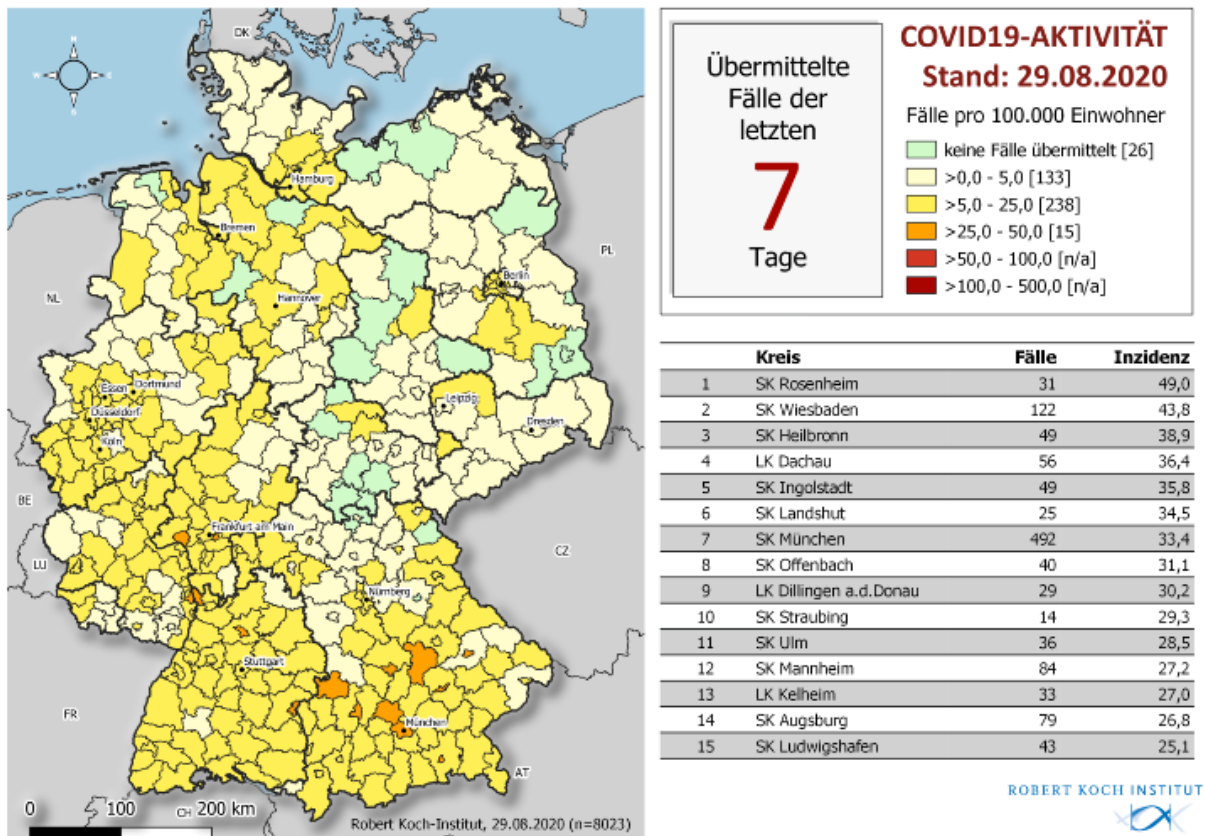 DK
N
W
E
S
Hamburg
Bremen
PL
Berlin
NL
Hannover
Essen
Dortmund
Düsseldorf
Leipzig
Köln
Dresden
BE
Frankfurt am Main
LU
CZ
Nürnberg
Stuttgart
FR
München
AT
0 100 CH 200 km
Robert Koch-Institut, 29.08.2020 (n=8023)
Übermittelte
Fälle der
letzten
7
Tage
COVID19-AKTIVITÄT
Stand: 29.08.2020
Fälle pro 100.000 Einwohner
keine Fälle übermittelt [26]
>0,0 - 5,0 [133]
>5,0 - 25,0 [238]
>25,0 - 50,0 [15]
>50,0 - 100,0 [n/a]
>100,0 - 500,0 [n/a]
Kreis Fälle Inzidenz
1 SK Rosenheim 31 49,0
2 SK Wiesbaden 122 43,8
3 SK Heilbronn 49 38,9
4 LK Dachau 56 36,4
5 SK Ingolstadt 49 35,8
6 SK Landshut 25 34,5
7 SK München 492 33,4
8 SK Offenbach 40 31,1
9 LK Dillingen a.d.Donau 29 30,2
10 SK Straubing 14 29,3
11 SK Ulm 36 28,5
12 SK Mannheim 84 27,2
13 LK Kelheim 33 27,0
14 SK Augsburg 79 26,8
15 SK Ludwigshafen 43 25,1
ROBERT KOCH INSTITUT